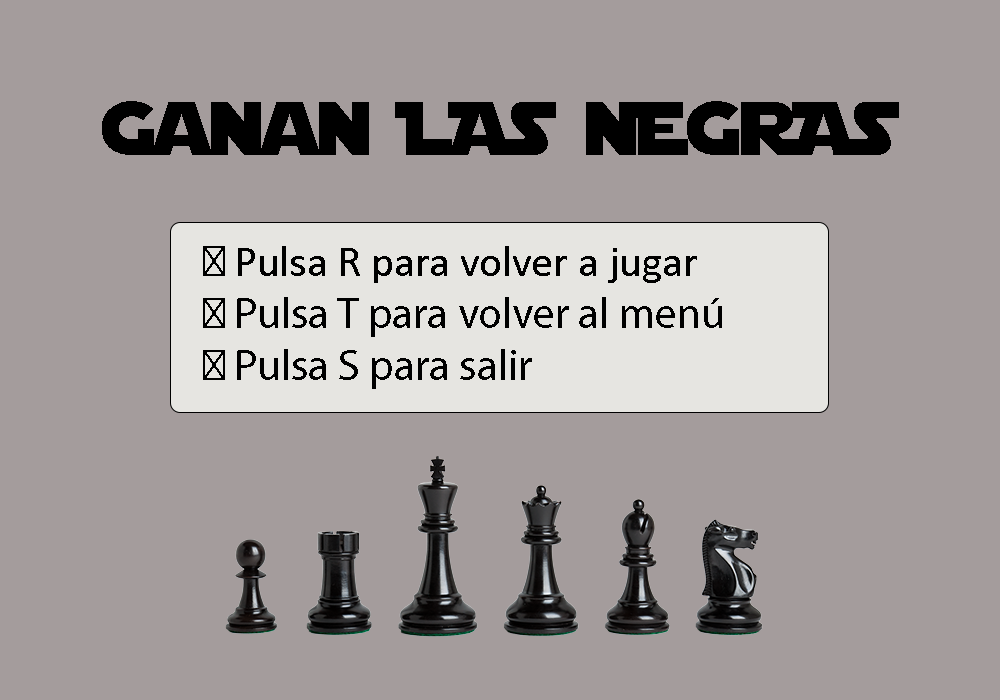 GANAN LAS NEGRAS
Pulsa R para volver a jugar
Pulsa T para volver al menú
Pulsa S para salir